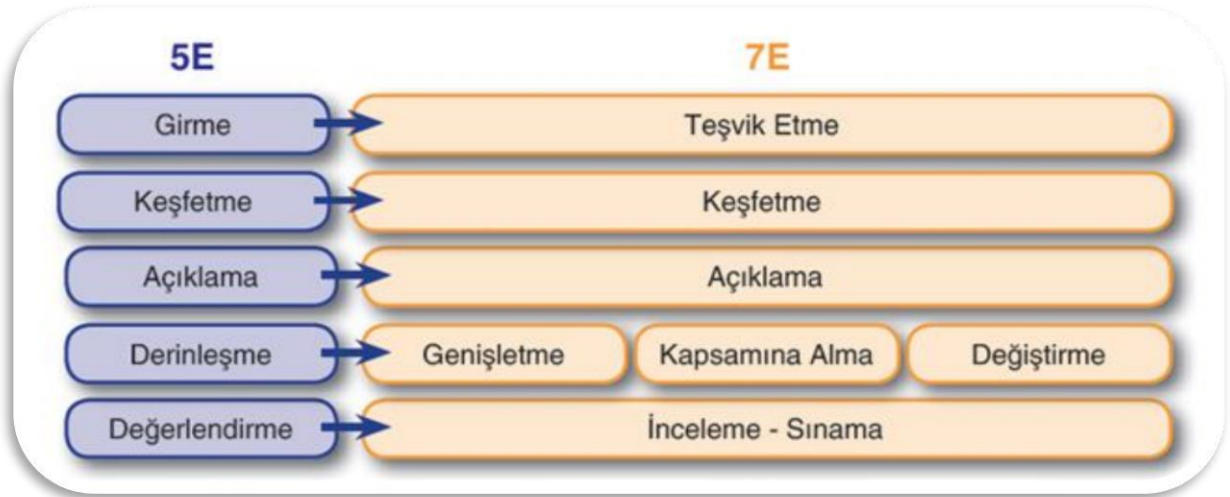 5E 7E
Girme Teşvik Etme
Keşfetme Keşfetme
Açıklama Açıklama
Derinleşme Genişletme Kapsamına Alma Değiştirme
Değerlendirme İnceleme - Sınama